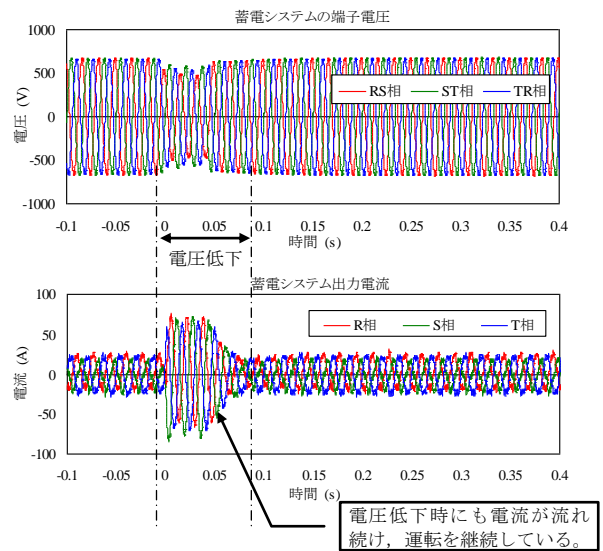 蓄電システムの端子電圧
電圧 (V)
1000
500
0
-500
-1000
RS相 ST相 TR相
-0.1 -0.05 0 0.05 0.1 0.15 0.2 0.25 0.3 0.35 0.4
時間 (s)
電圧低下
蓄電システム出力電流
電流 (A)
100
50
0
-50
-100
R相 S相 T相
-0.1 -0.05 0 0.05 0.1 0.15 0.2 0.25 0.3 0.35 0.4
時間 (s)
電圧低下時にも電流が流れ
続け，運転を継続している。